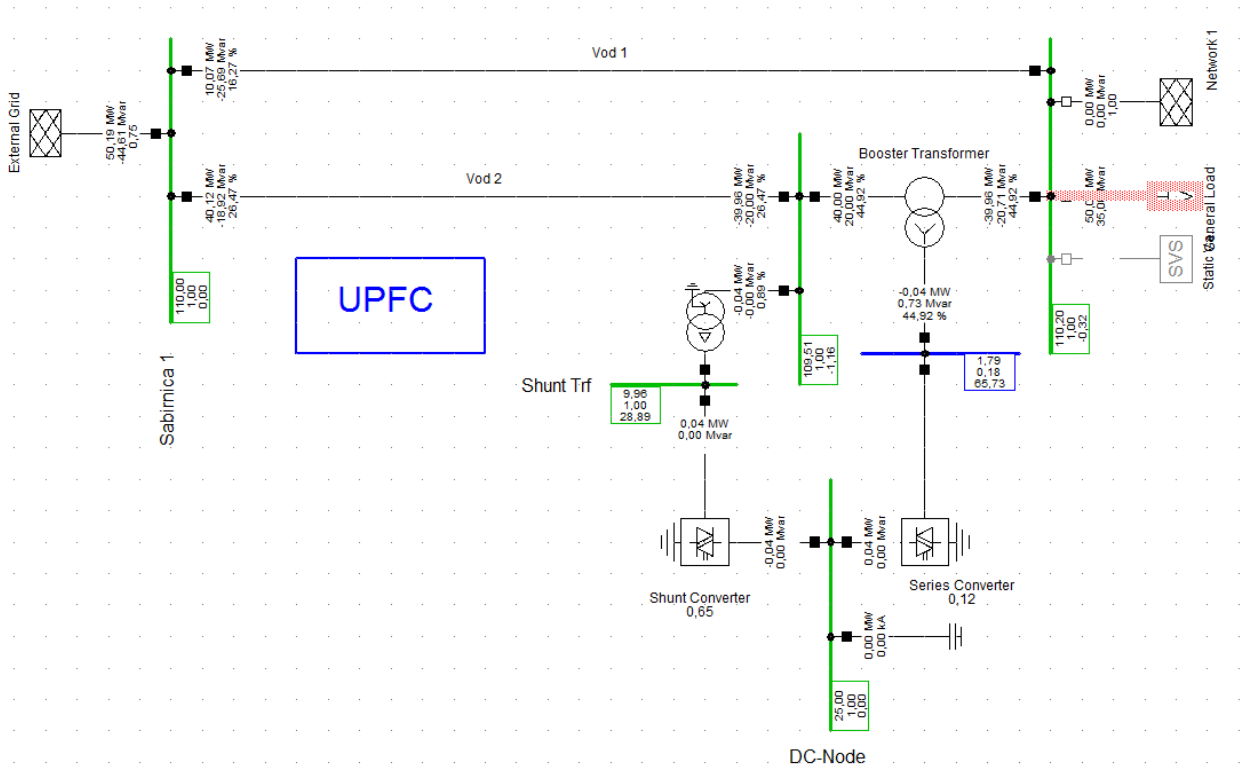 Vod 1
10,07 MW
-25,69 Mvar
16,27 %
External Grid
50,19 MW
-44,61 Mvar
0,75
0,00 MW
0,00 Mvar
1,00
Network 1
Vod 2
40,12 MW
-18,92 Mvar
26,47 %
-39,96 MW
-20,00 Mvar
26,47 %
40,00 MW
20,00 Mvar
44,92 %
Booster Transformer
-39,96 MW
-20,71 Mvar
44,92 %
General Load
SVS
110,00
1,00
0,00
Sabirnica 1
UPFC
-0,04 MW
-0,00 Mvar
0,89 %
-0,04 MW
0,73 Mvar
44,92 %
109,51
1,00
-1,16
110,20
1,00
-0,32
1,79
0,18
65,73
Shunt Trf
9,96
1,00
28,89
0,04 MW
0,00 Mvar
-0,04 MW
0,00 Mvar
0,04 MW
0,00 Mvar
Shunt Converter
0,65
Series Converter
0,12
0,00 MW
0,00 kA
25,00
1,00
0,00
DC-Node